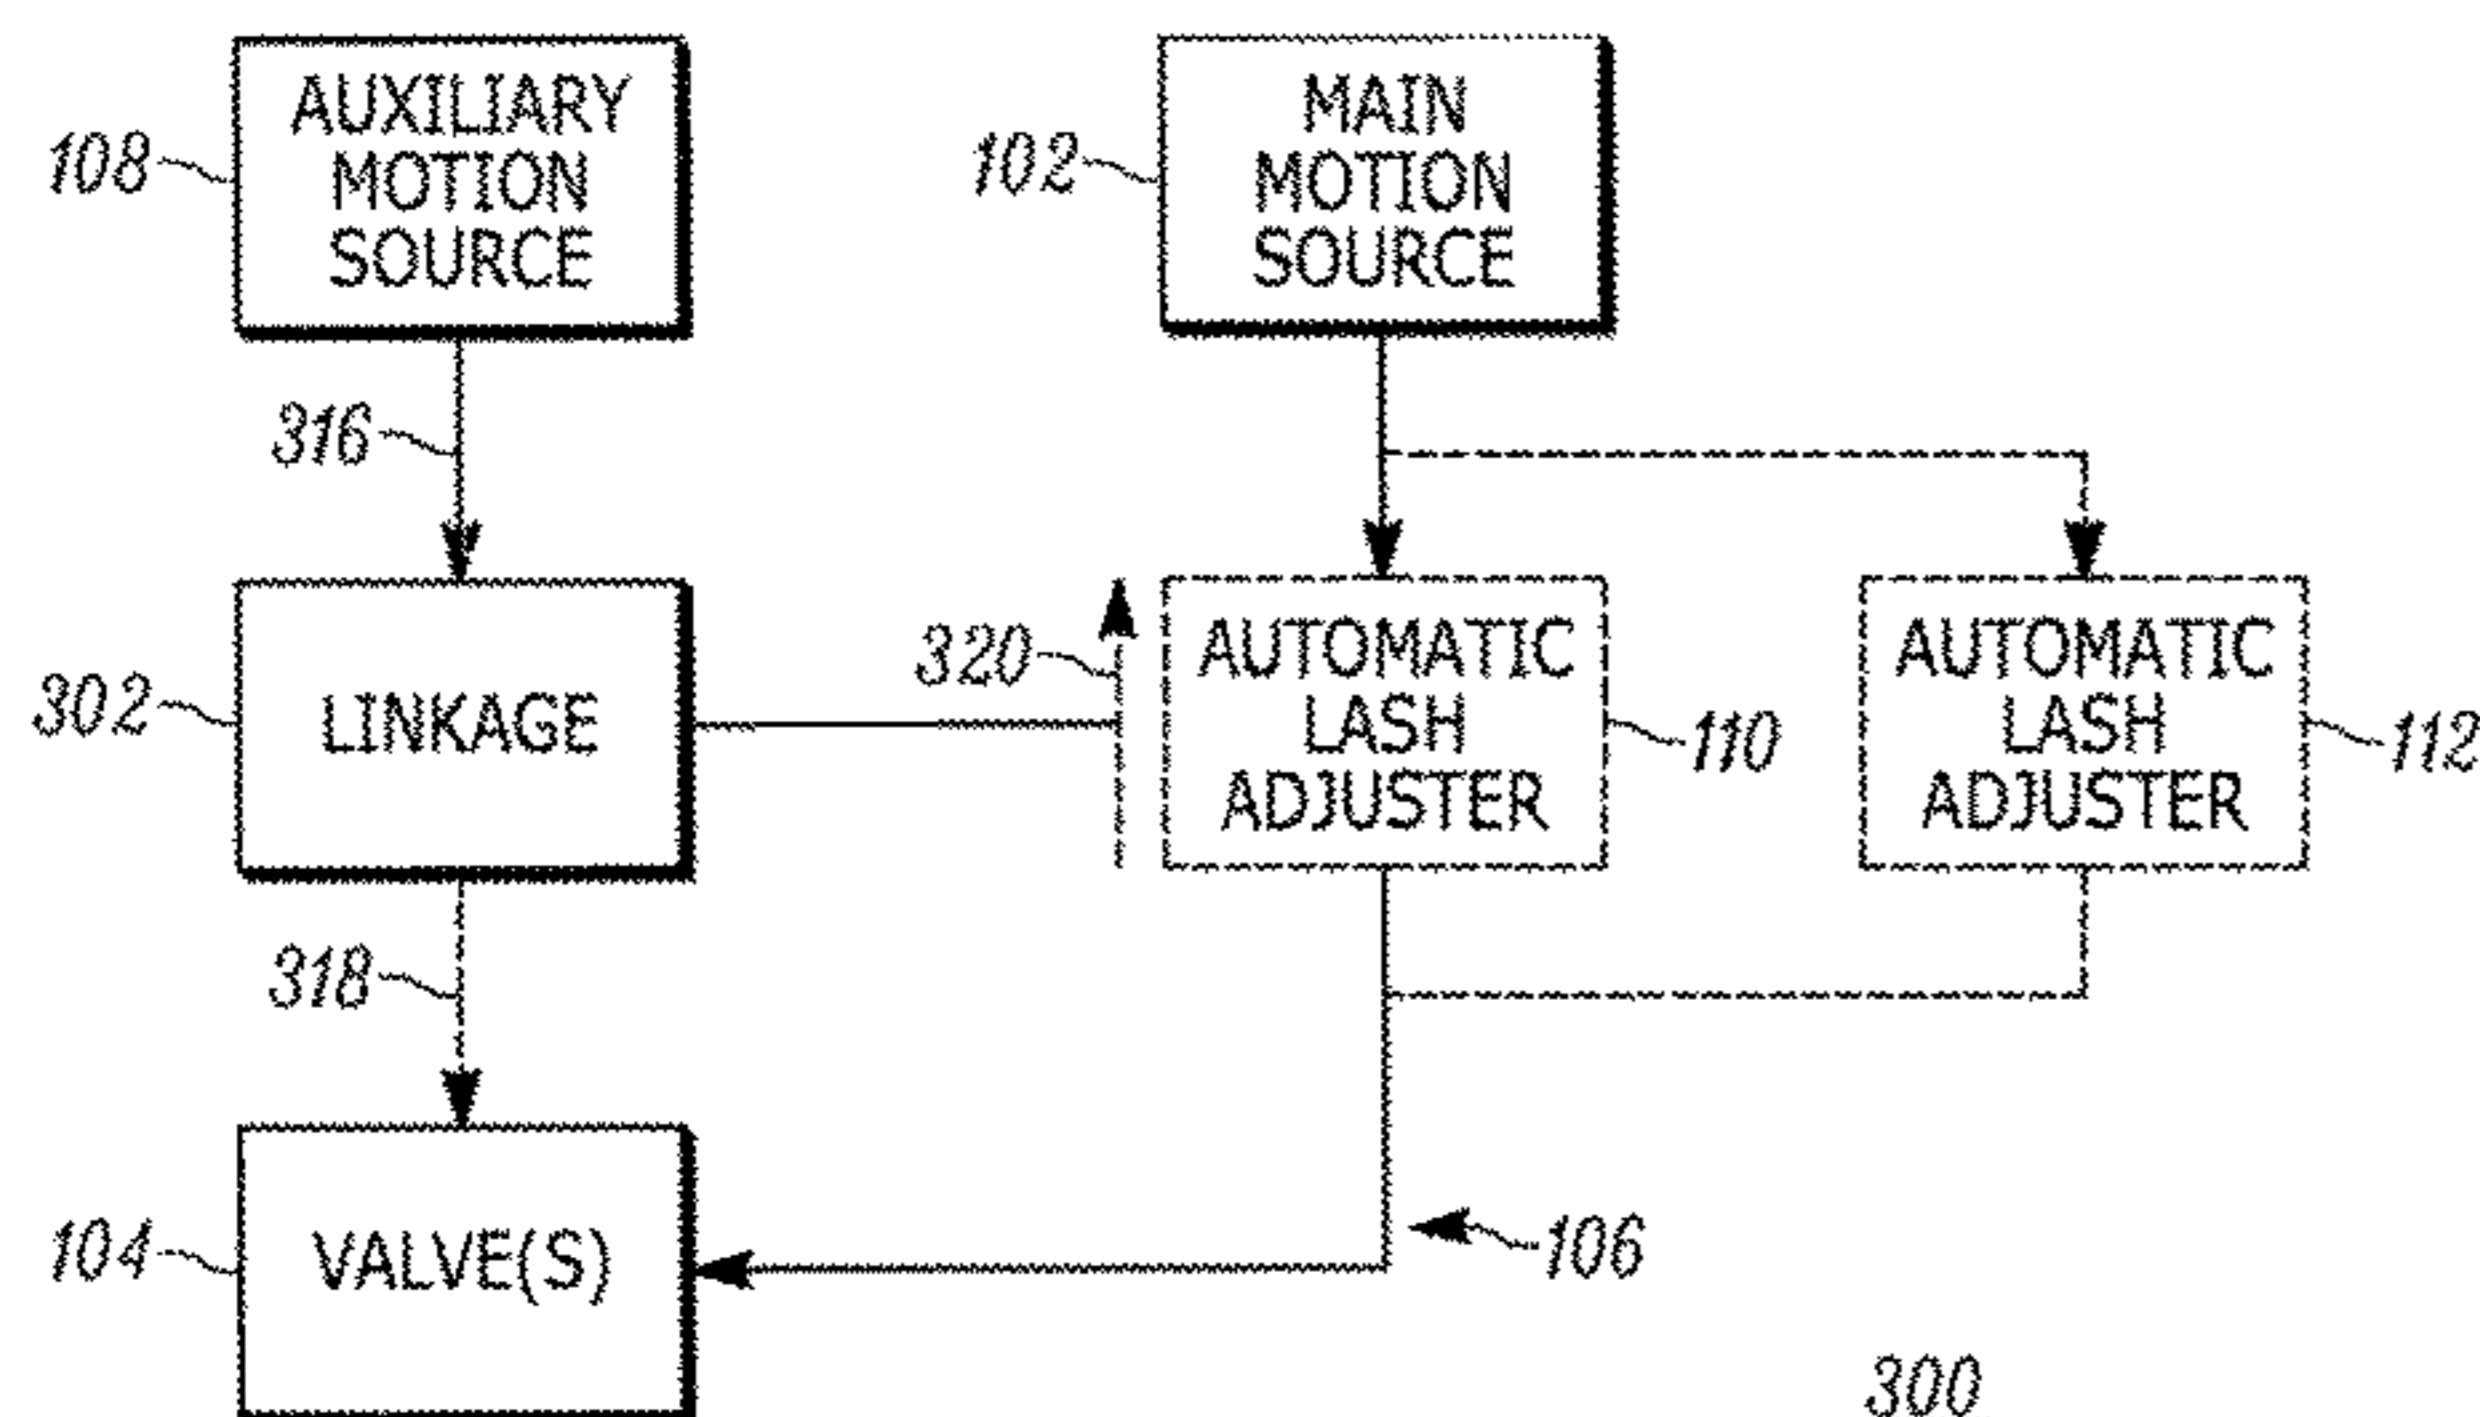 AUXILIARY
MOTION
SOURCE
108
MAIN
MOTION
SOURCE
102
316
LINKAGE
302
320
AUTOMATIC
LASH
ADJUSTER
110
AUTOMATIC
LASH
ADJUSTER
112
318
VALVE(S)
104
106
300